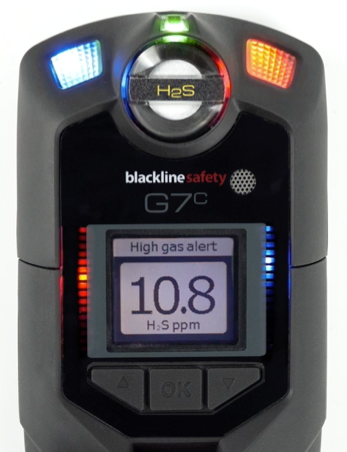 H₂S
blacklinesafety
G7c
High gas alert
10.8
H₂S ppm
OK